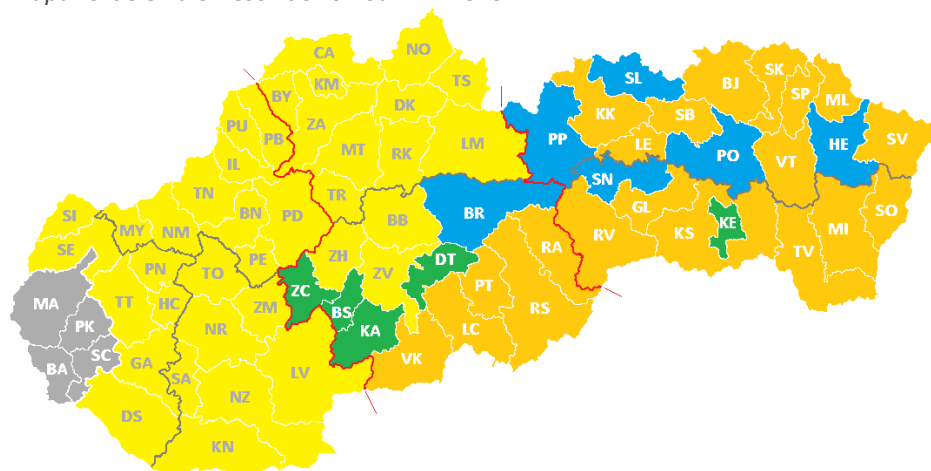 CA
NO
KM
TS
BY
DK
PU
PB
ZA
IL
MT
RK
LM
TN
TR
BN
PD
SI
MY
NM
SE
PE
PN
TO
BB
BR
ZH
ZV
DT
MA
PK
TT
HC
ZM
ZC
BS
KA
NR
BA
SC
GA
SA
LV
DS
NZ
KN
VK
LC
PT
RS
RA
RV
SL
KK
PP
LE
SB
BJ
SK
SP
ML
SV
PO
VT
HE
SN
GL
KS
KE
TV
MI
SO